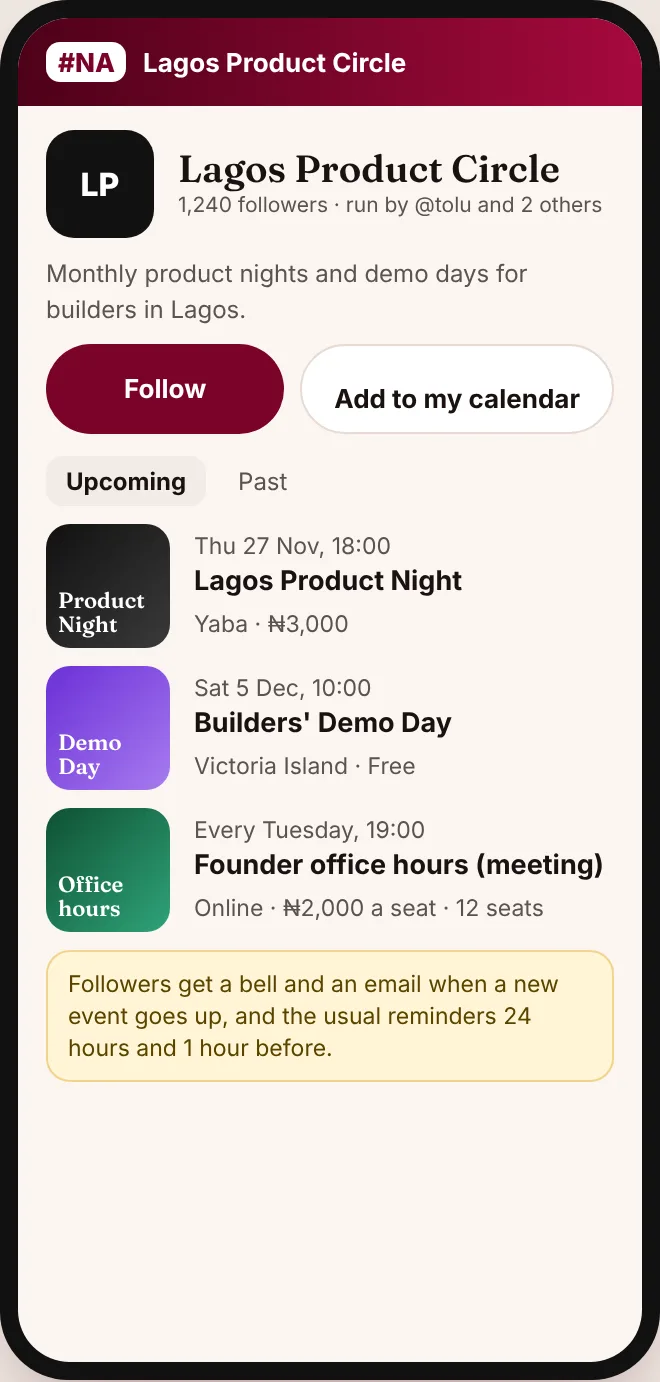 #NA Lagos Product Circle
LP
Lagos Product Circle
1,240 followers · run by @tolu and 2 others
Monthly product nights and demo days for
builders in Lagos.
Follow
Add to my calendar
Upcoming
Past
Product
Night
Thu 27 Nov, 18:00
Lagos Product Night
Yaba · ₦3,000
Demo
Day
Sat 5 Dec, 10:00
Builders' Demo Day
Victoria Island · Free
Office
hours
Every Tuesday, 19:00
Founder office hours (meeting)
Online · ₦2,000 a seat · 12 seats
Followers get a bell and an email when a new
event goes up, and the usual reminders 24
hours and 1 hour before.